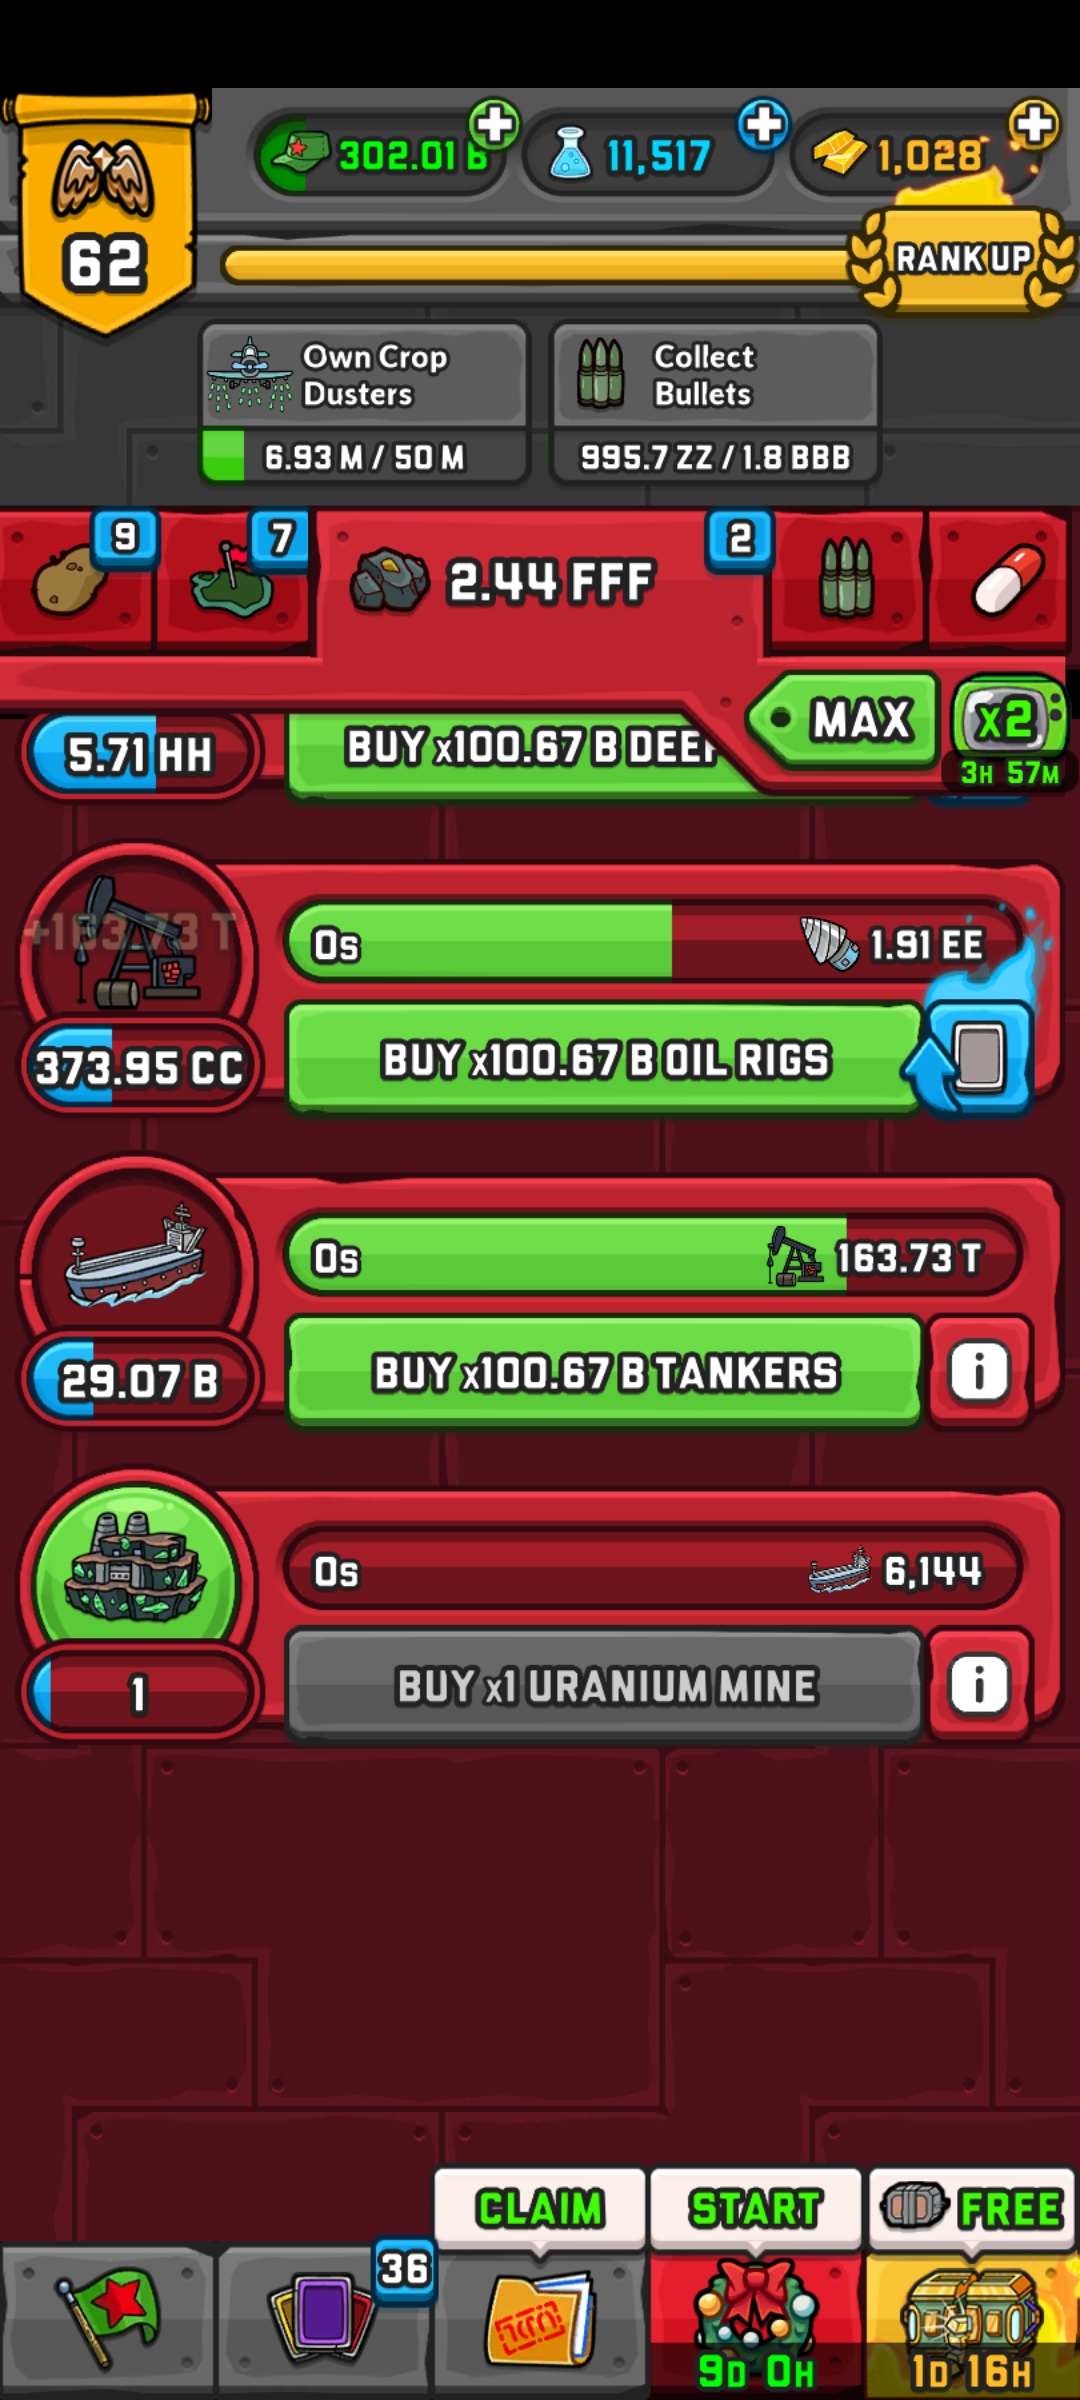 302.01 B
11,517
1,028
62
RANK UP
Own Crop
Dusters
6.93 M / 50 M
Collect
Bullets
995.7 ZZ / 1.8 BBB
9
7
2.44 FFF
2
MAX
x2
3H 57M
5.71 HH
BUY x100.67 B DEEP
+163.73 T
0s
1.91 EE
373.95 CC
BUY x100.67 B OIL RIGS
0s
163.73 T
29.07 B
BUY x100.67 B TANKERS
i
0s
6,144
1
BUY x1 URANIUM MINE
i
CLAIM
START
FREE
36
9D 0H
1D 16H